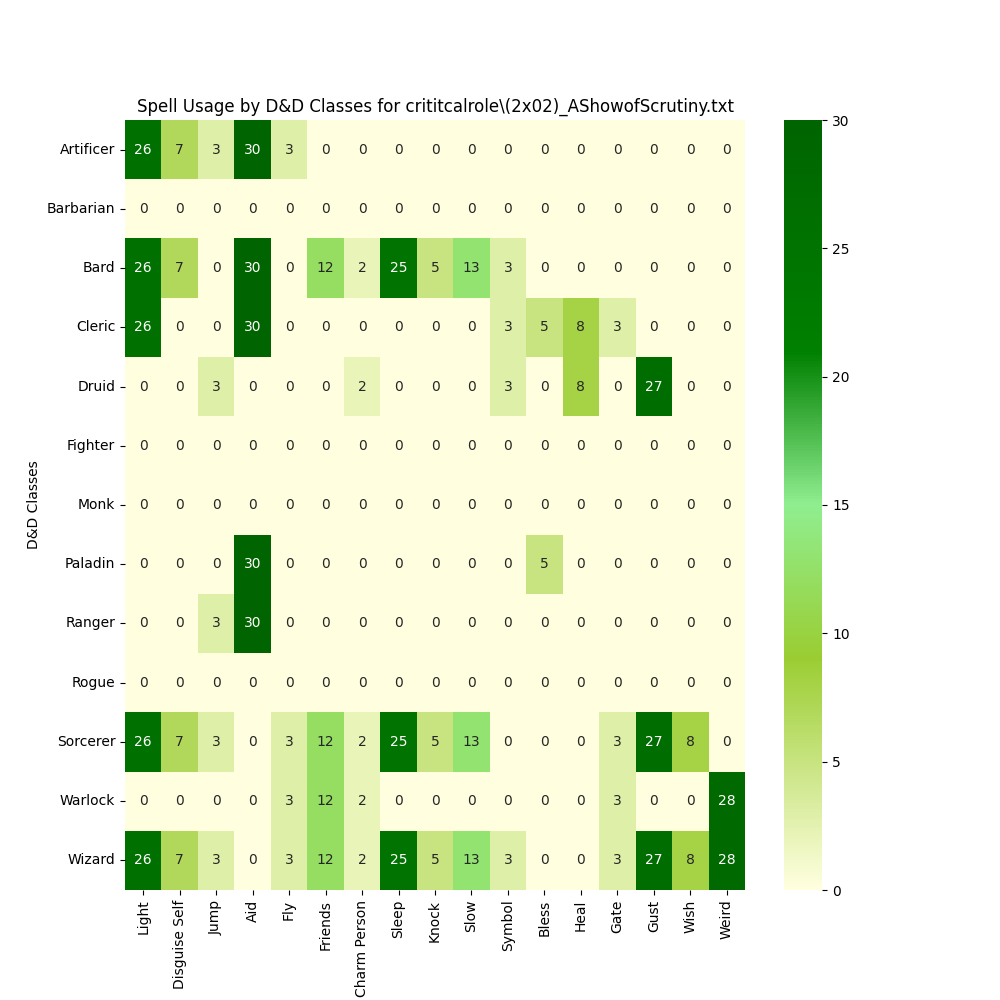 Spell Usage by D&D Classes for crititcalrole\(2x02)_AShowofScrutiny.txt
D&D Classes
Artificer 26 7 3 30 3 0 0 0 0 0 0 0 0 0 0 0 0
Barbarian 0 0 0 0 0 0 0 0 0 0 0 0 0 0 0 0 0
Bard 26 7 0 30 0 12 2 25 5 13 3 0 0 0 0 0 0
Cleric 26 0 0 30 0 0 0 0 0 0 3 5 8 3 0 0 0
Druid 0 0 3 0 0 0 2 0 0 0 3 0 8 0 27 0 0
Fighter 0 0 0 0 0 0 0 0 0 0 0 0 0 0 0 0 0
Monk 0 0 0 0 0 0 0 0 0 0 0 0 0 0 0 0 0
Paladin 0 0 0 30 0 0 0 0 0 0 0 5 0 0 0 0 0
Ranger 0 0 3 30 0 0 0 0 0 0 0 0 0 0 0 0 0
Rogue 0 0 0 0 0 0 0 0 0 0 0 0 0 0 0 0 0
Sorcerer 26 7 3 0 3 12 2 25 5 13 0 0 0 3 27 8 0
Warlock 0 0 0 0 3 12 2 0 0 0 0 0 0 3 0 0 28
Wizard 26 7 3 0 3 12 2 25 5 13 3 0 0 3 27 8 28
Light
Disguise Self
Jump
Aid
Fly
Friends
Charm Person
Sleep
Knock
Slow
Symbol
Bless
Heal
Gate
Gust
Wish
Weird
30
25
20
15
10
5
0